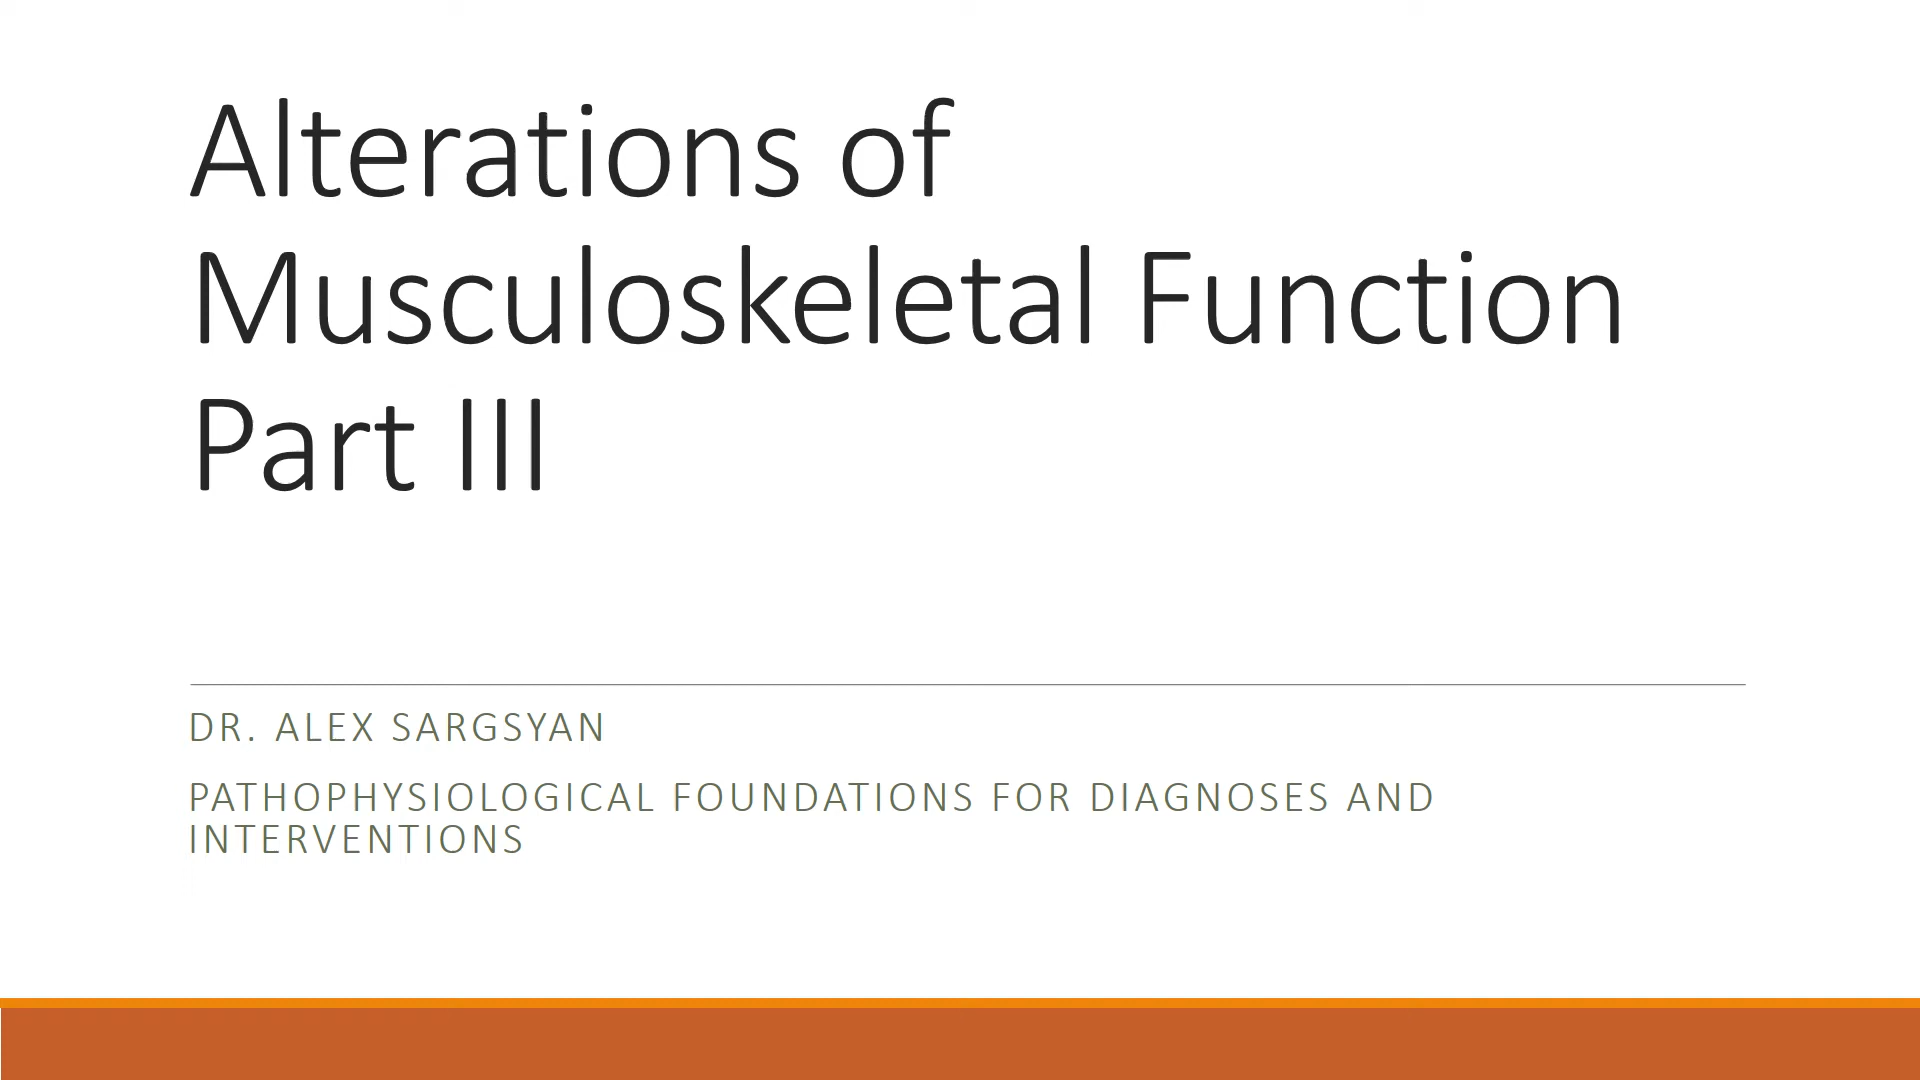 Alterations of
Musculoskeletal Function
Part III
DR. ALEX SARGSYAN
PATHOPHYSIOLOGICAL FOUNDATIONS FOR DIAGNOSES AND
INTERVENTIONS